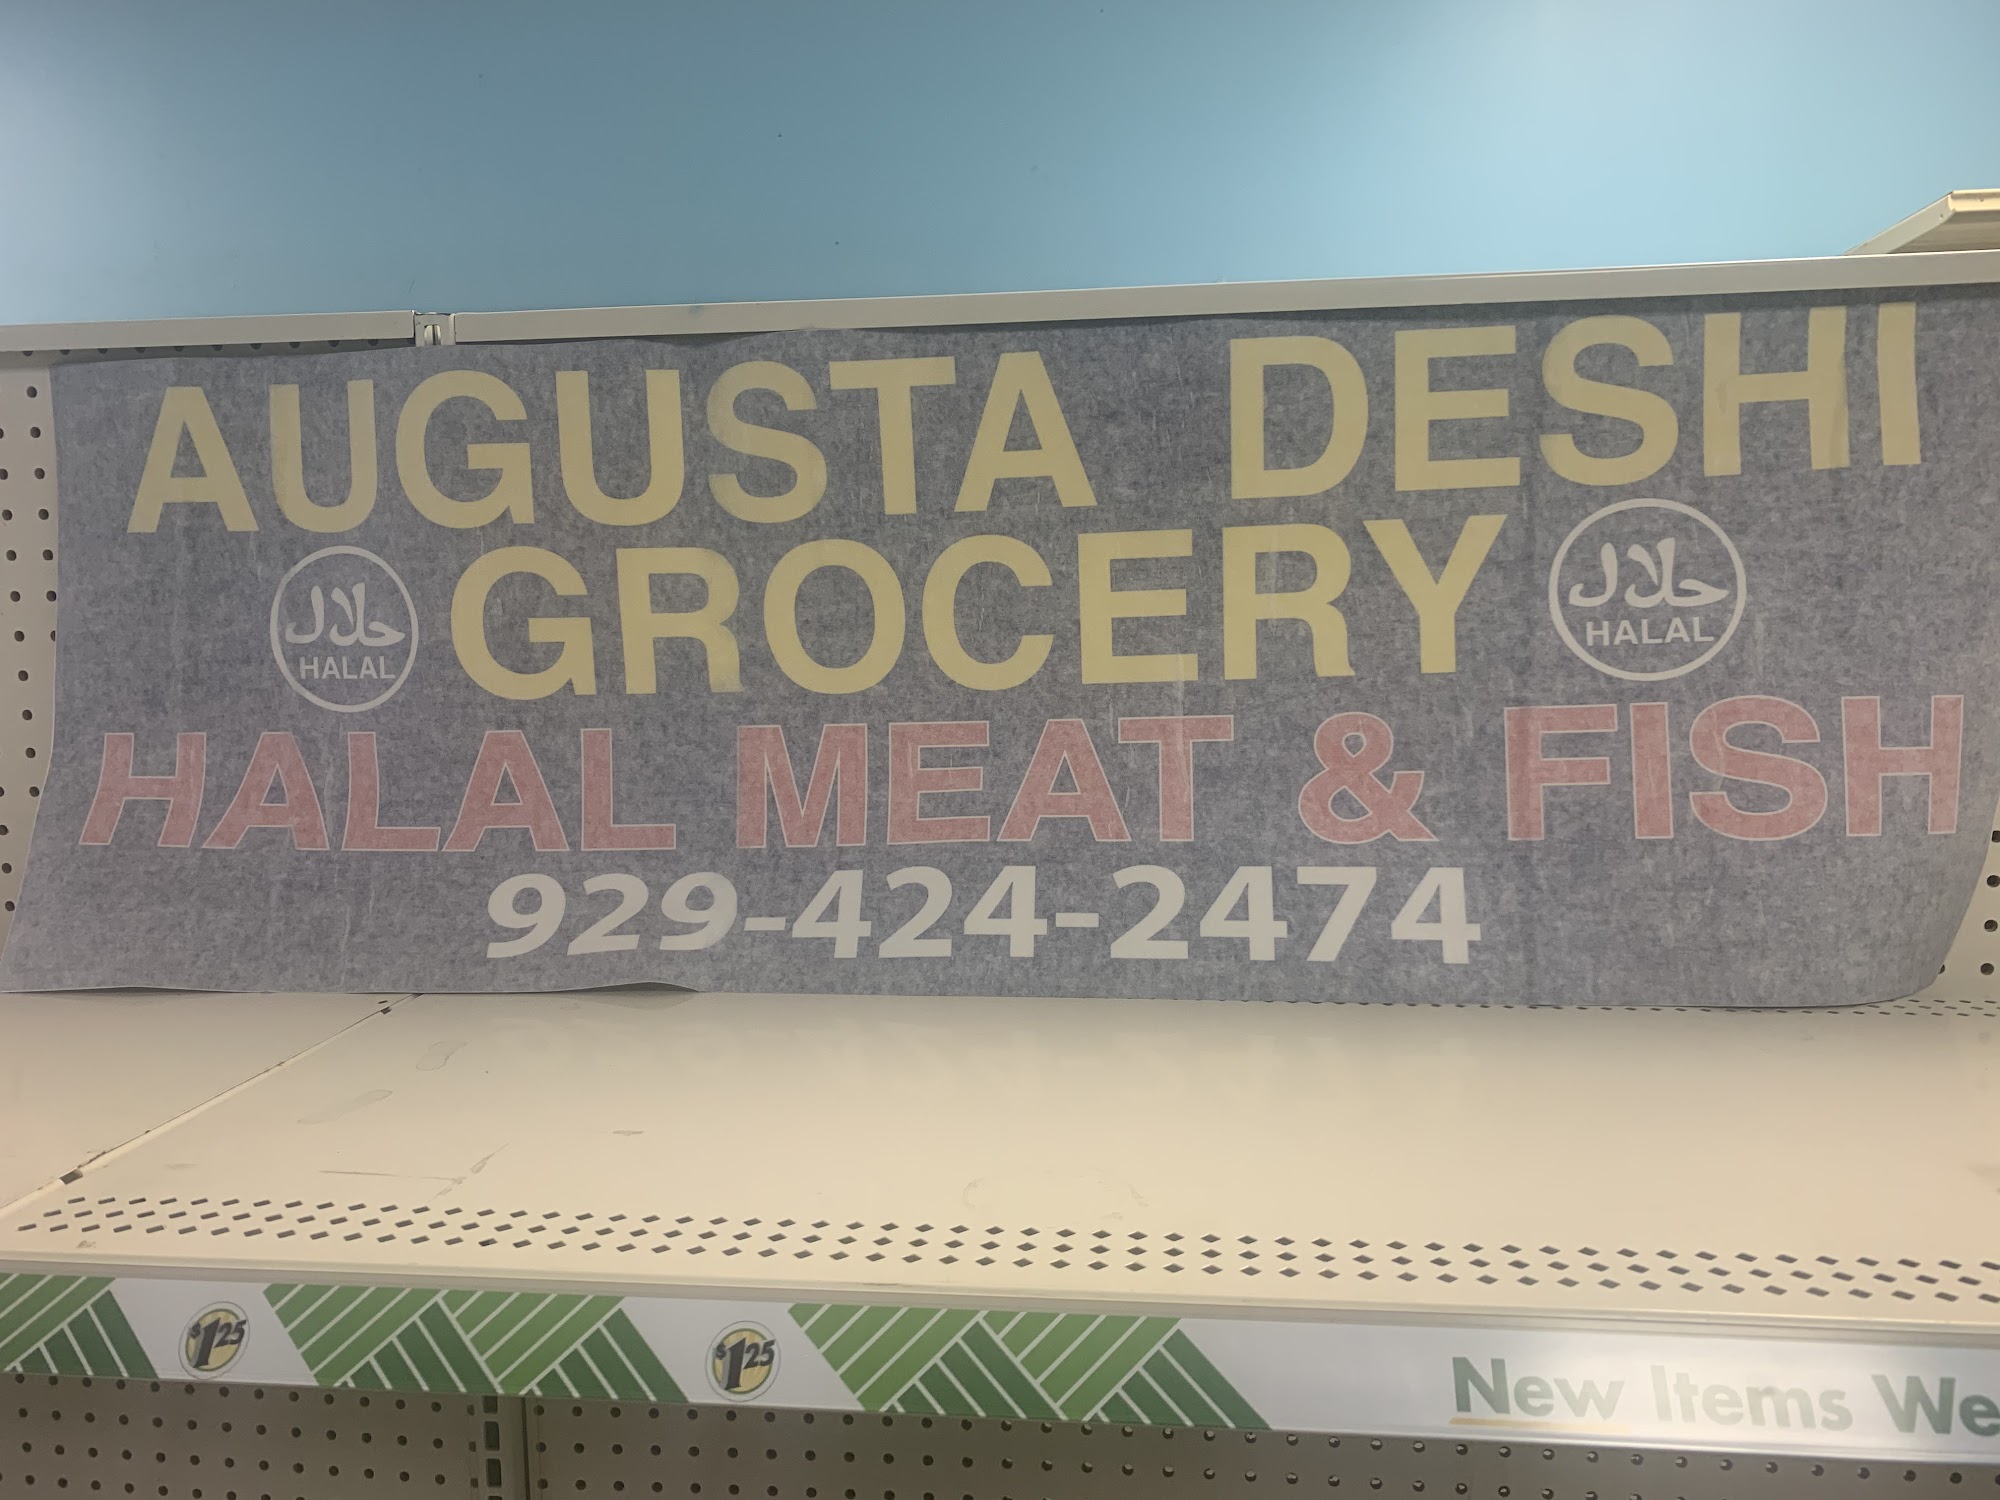 AUGUSTA DESHI
GROCERY
حلال
HALAL
حلال
HALAL
HALAL MEAT & FISH
929-424-2474
$1.25
$1.25
New Items We